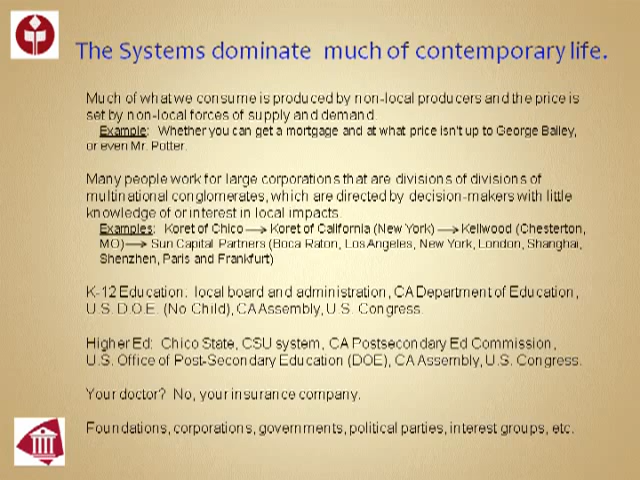 The Systems dominate much of contemporary life.
Much of what we consume is produced by non-local producers and the price is
set by non-local forces of supply and demand.
Example: Whether you can get a mortgage and at what price isn't up to George Bailey,
or even Mr. Potter.
Many people work for large corporations that are divisions of divisions of
multinational conglomerates, which are directed by decision-makers with little
knowledge of or interest in local impacts.
Examples: Koret of Chico → Koret of California (New York) → Kellwood (Chesterton,
MO) → Sun Capital Partners (Boca Raton, Los Angeles, New York, London, Shanghai,
Shenzhen, Paris and Frankfurt)
K-12 Education: local board and administration, CA Department of Education,
U.S. D.O.E. (No Child), CA Assembly, U.S. Congress.
Higher Ed: Chico State, CSU system, CA Postsecondary Ed Commission,
U.S. Office of Post-Secondary Education (DOE), CA Assembly, U.S. Congress.
Your doctor? No, your insurance company.
Foundations, corporations, governments, political parties, interest groups, etc.